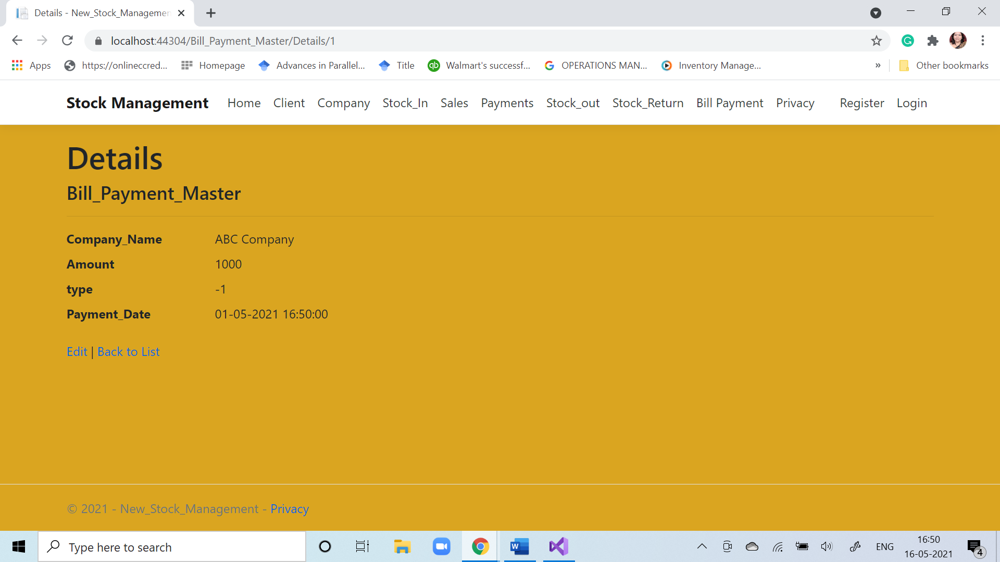 Details - New_Stock_Managemen
localhost:44304/Bill_Payment_Master/Details/1
Apps https://onlineccred... Homepage Advances in Parallel... Title qb Walmart's successf... OPERATIONS MAN... Inventory Manage... » Other bookmarks
Stock Management Home Client Company Stock_In Sales Payments Stock_out Stock_Return Bill Payment Privacy Register Login
Details
Bill_Payment_Master
Company_Name ABC Company
Amount 1000
type -1
Payment_Date 01-05-2021 16:50:00
Edit | Back to List
© 2021 - New_Stock_Management - Privacy
Type here to search W ENG 16:50
16-05-2021 4